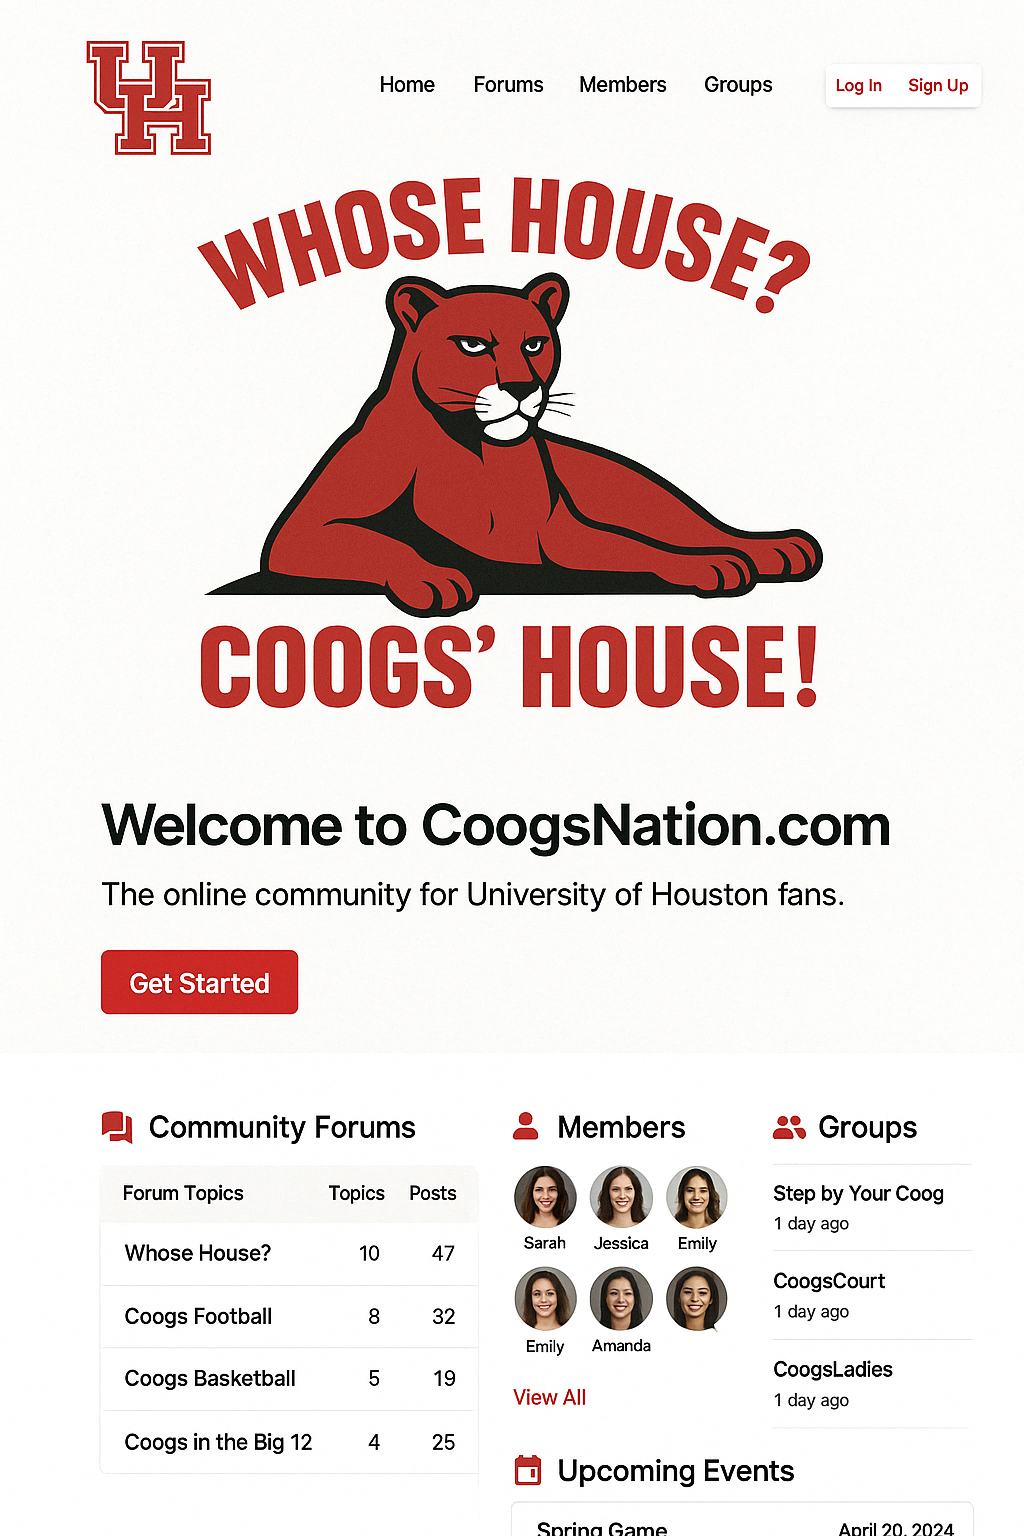 UH
Home Forums Members Groups Log In Sign Up
WHOSE HOUSE?
COOGS’ HOUSE!
Welcome to CoogsNation.com
The online community for University of Houston fans.
Get Started
Community Forums
Forum Topics Topics Posts
Whose House? 10 47
Coogs Football 8 32
Coogs Basketball 5 19
Coogs in the Big 12 4 25
Members
Sarah Jessica Emily
Emily Amanda
View All
Groups
Step by Your Coog
1 day ago
CoogsCourt
1 day ago
CoogsLadies
1 day ago
Upcoming Events
Spring Game April 20, 2024